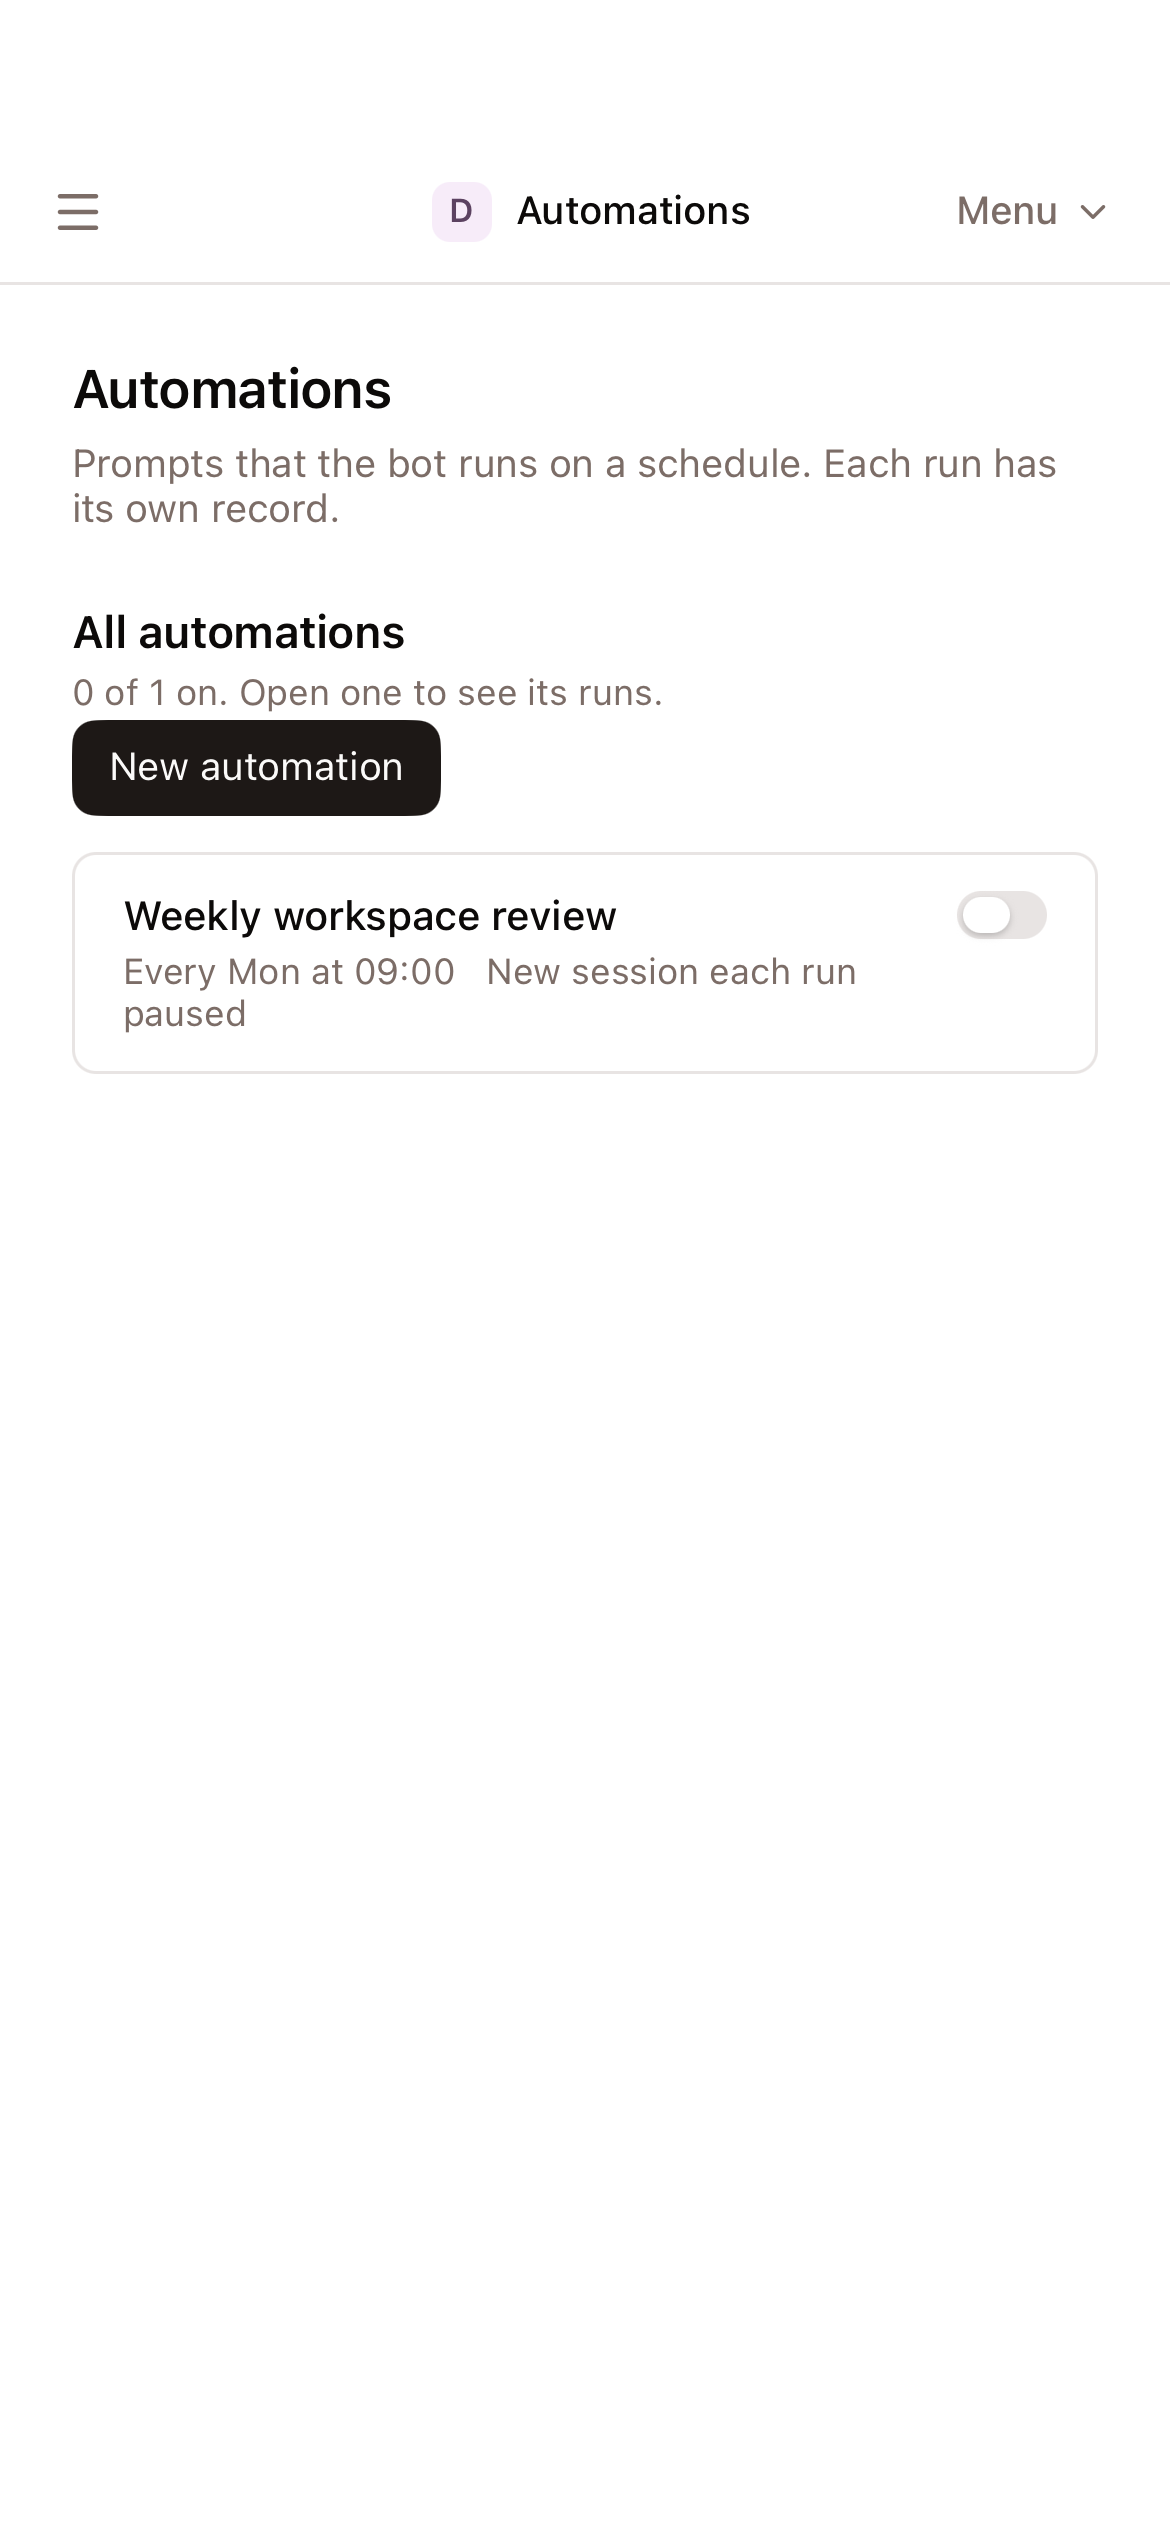 D Automations Menu
Automations
Prompts that the bot runs on a schedule. Each run has
its own record.
All automations
0 of 1 on. Open one to see its runs.
New automation
Weekly workspace review
Every Mon at 09:00 New session each run
paused